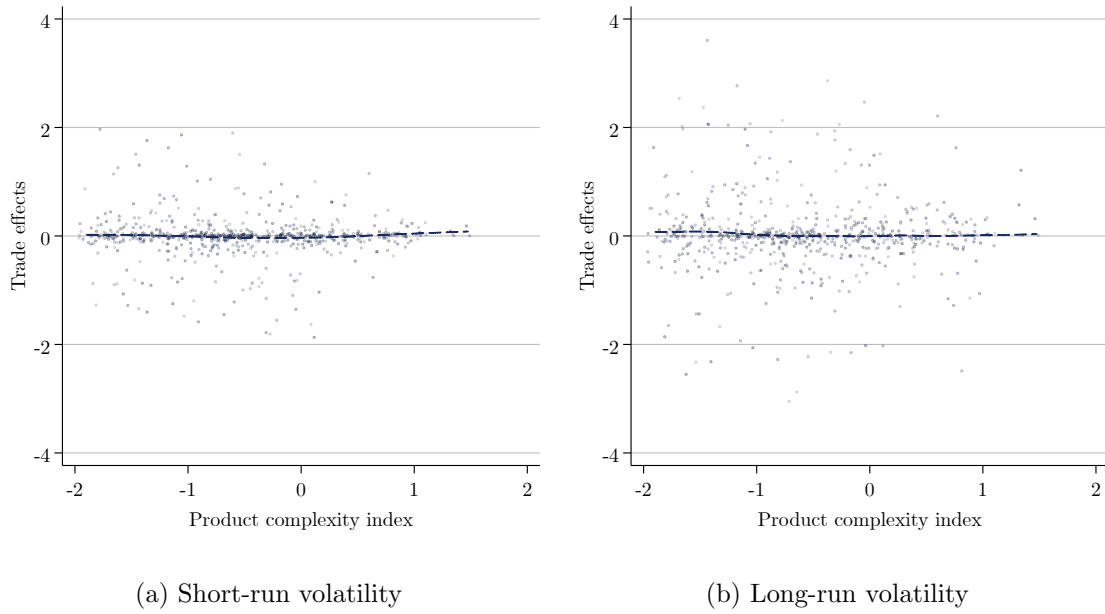 4
2
0
-2
-4
Trade effects
-2 -1 0 1 2
Product complexity index
(a) Short-run volatility
4
2
0
-2
-4
Trade effects
-2 -1 0 1 2
Product complexity index
(b) Long-run volatility